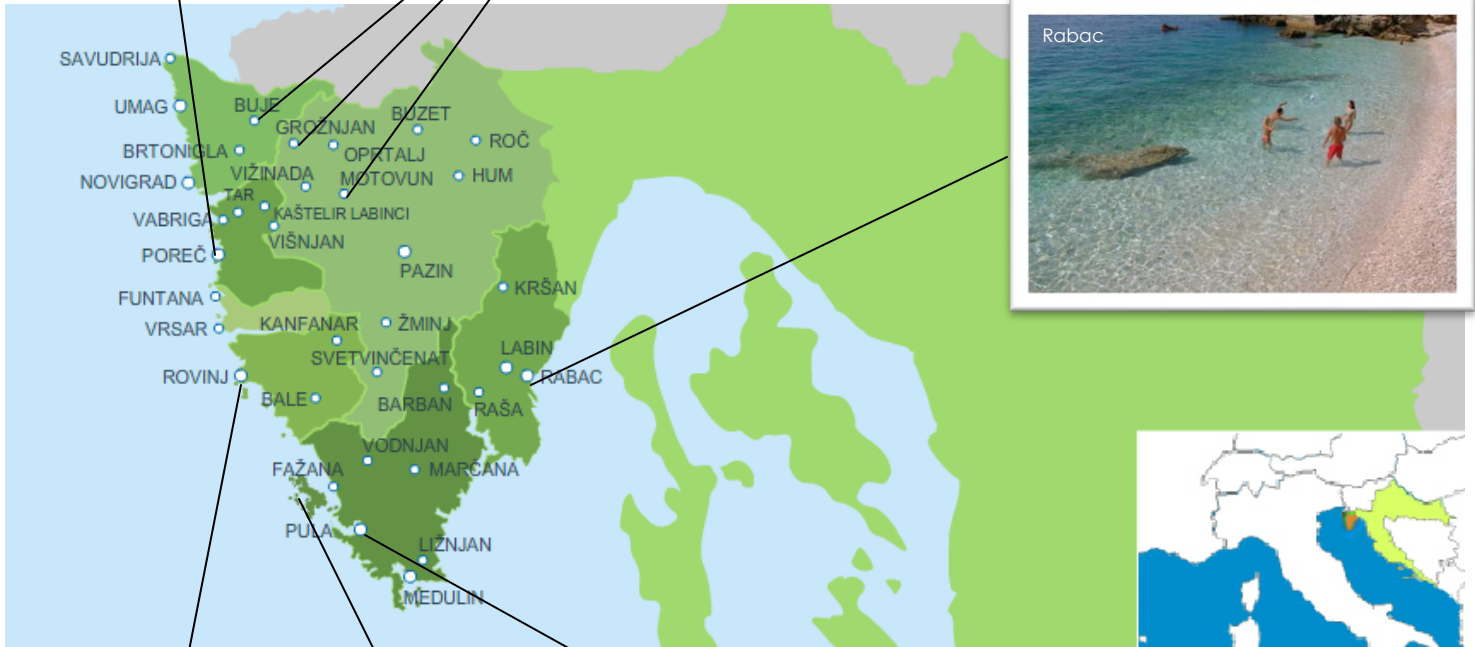 Rabac
SAVUDRIJA
UMAG
BUJE
BUZET
GROŽNJAN
ROČ
BRTONIGLA
OPRTALJ
VIŽINADA
MOTOVUN
HUM
NOVIGRAD
TAR
KAŠTELIR LABINCI
VABRIGA
VIŠNJAN
POREČ
PAZIN
KRŠAN
FUNTANA
VRSAR
KANFANAR
ŽMINJ
LABIN
SVETVINČENAT
ROVINJ
RABAC
BALE
BARBAN
RAŠA
VODNJAN
FAŽANA
MARČANA
PULA
LIŽNJAN
MEDULIN